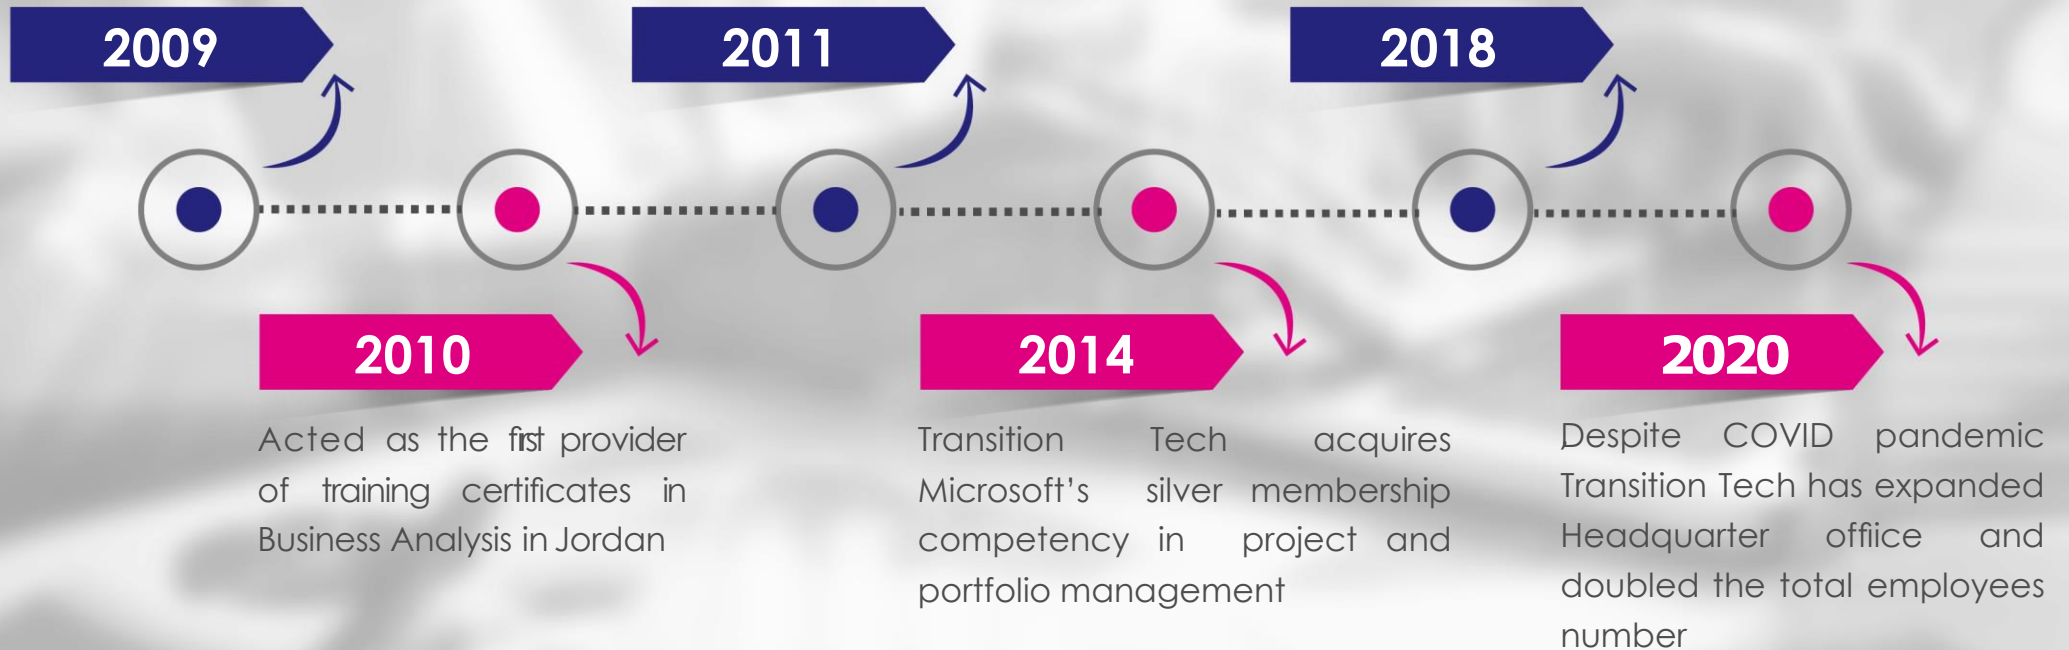 2009
2011
2018
2010
Acted as the first provider
of training certificates in
Business Analysis in Jordan
2014
Transition Tech acquires
Microsoft’s silver membership
competency in project and
portfolio management
2020
Despite COVID pandemic
Transition Tech has expanded
Headquarter offiice and
doubled the total employees
number